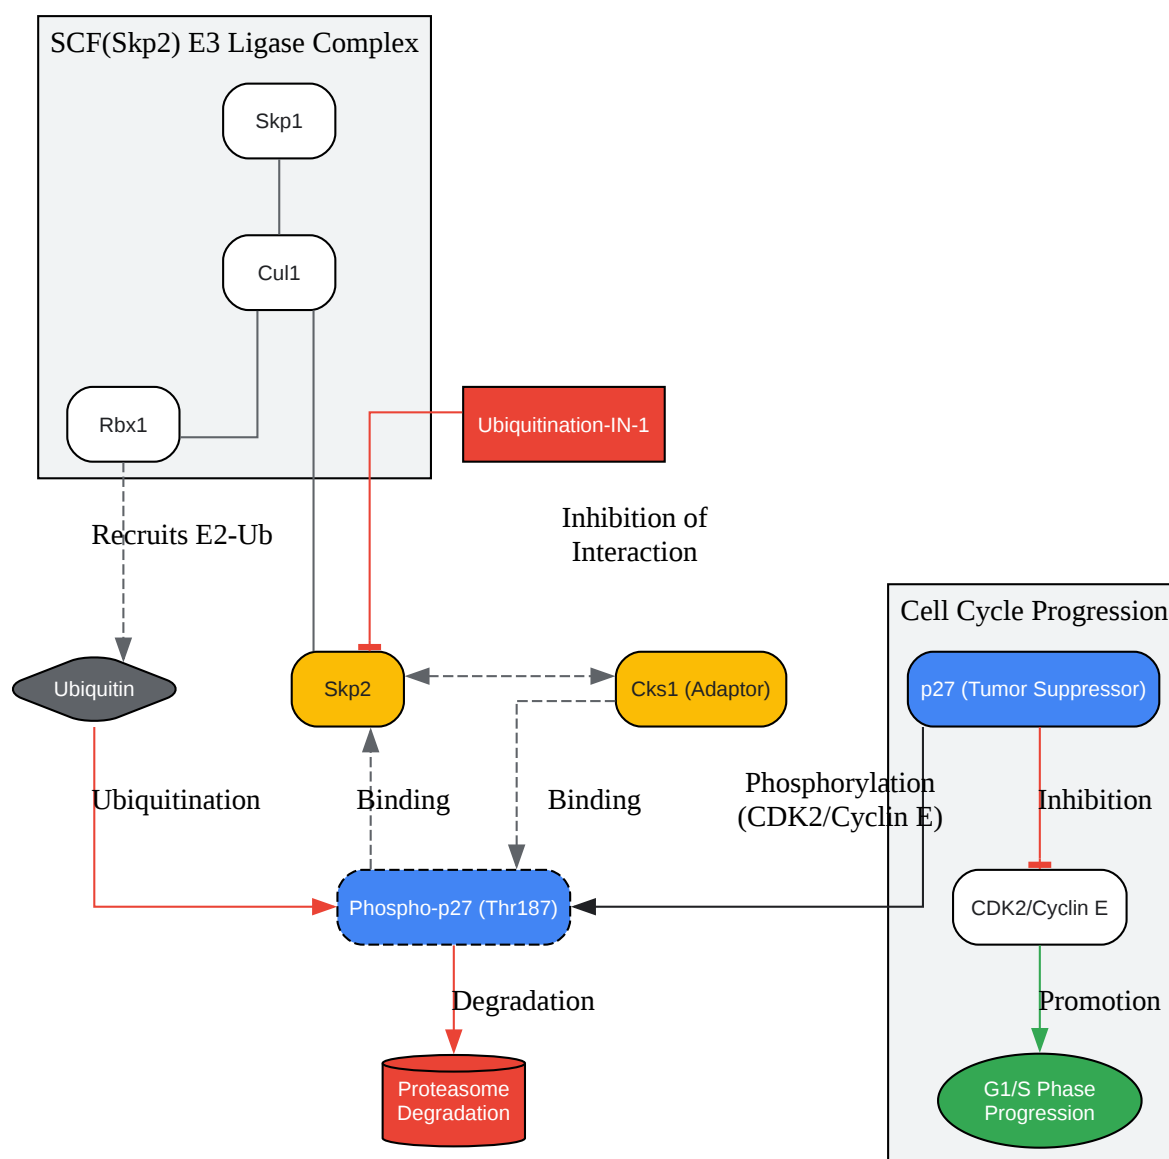 SCF(Skp2) E3 Ligase Complex
Skp1
Cul1
Rbx1
Ubiquitination-IN-1
Recruits E2-Ub
Inhibition of
Interaction
Cell Cycle Progression
Ubiquitin
Skp2
Cks1 (Adaptor)
p27 (Tumor Suppressor)
Ubiquitination
Binding
Binding
Phosphorylation
(CDK2/Cyclin E)
Inhibition
Phospho-p27 (Thr187)
CDK2/Cyclin E
Degradation
Promotion
Proteasome
Degradation
G1/S Phase
Progression